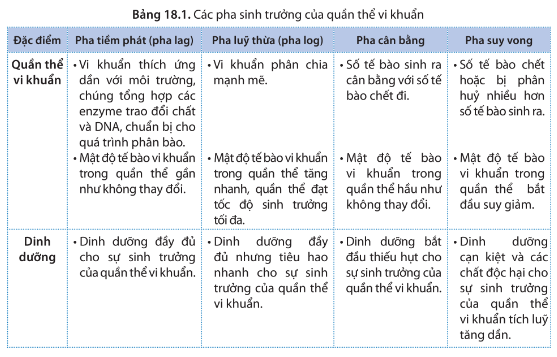 Bảng 18.1. Các pha sinh trưởng của quần thể vi khuẩn
Đặc điểm
Pha tiềm phát (pha lag)
Pha luỹ thừa (pha log)
Pha cân bằng
Pha suy vong
Quần thể
vi khuẩn
• Vi khuẩn thích ứng
dần với môi trường,
chúng tổng hợp các
enzyme trao đổi chất
và DNA, chuẩn bị cho
quá trình phân bào.
• Mật độ tế bào vi khuẩn
trong quần thể gần
như không thay đổi.
• Vi khuẩn phân chia
mạnh mẽ.
• Mật độ tế bào vi khuẩn
trong quần thể tăng
nhanh, quần thể đạt
tốc độ sinh trưởng
tối đa.
• Số tế bào sinh ra
cân bằng với số tế
bào chết đi.
• Mật độ tế bào
vi khuẩn trong
quần thể hầu như
không thay đổi.
• Số tế bào chết
hoặc bị phân
huỷ nhiều hơn
số tế bào sinh ra.
• Mật độ tế bào
vi khuẩn trong
quần thể bắt
đầu suy giảm.
Dinh
dưỡng
• Dinh dưỡng đầy đủ
cho sự sinh trưởng
của quần thể vi khuẩn.
• Dinh dưỡng đầy
đủ nhưng tiêu hao
nhanh cho sự sinh
trưởng của quần thể vi
khuẩn.
• Dinh dưỡng bắt
đầu thiếu hụt cho
sự sinh trưởng của
quần thể vi khuẩn.
• Dinh dưỡng
cạn kiệt và các
chất độc hại cho
sự sinh trưởng
của quần thể
vi khuẩn tích luỹ
tăng dần.